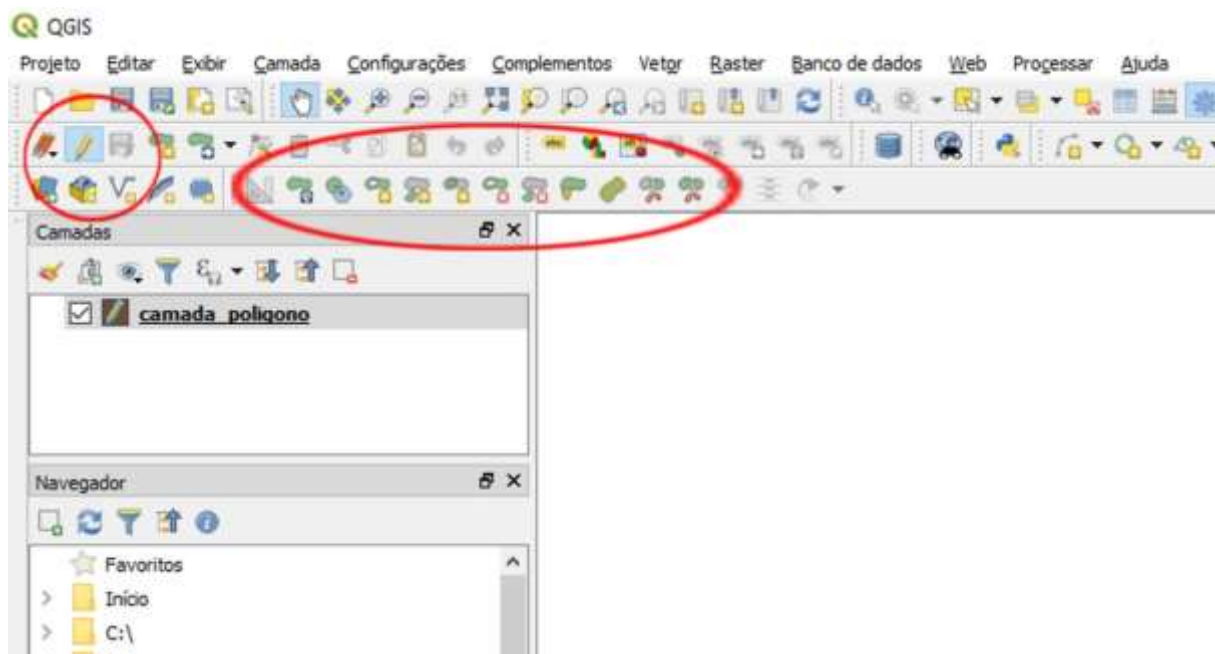 QGIS
Projeto Editar Exibir Camada Configurações Complementos Vetor Raster Banco de dados Web Processar Ajuda
Camadas
camada_poligono
Navegador
Favoritos
Início
C:\